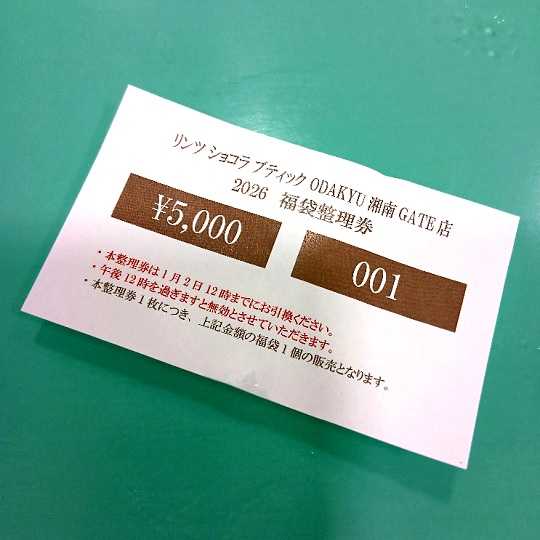 リンツ ショコラ ブティック ODAKYU 湘南 GATE 店
2026 福袋整理券
¥5,000
001
・本整理券は1月2日12時までにお引換ください。
・午後12時を過ぎますと無効とさせていただきます。
・本整理券1枚につき、上記金額の福袋1個の販売となります。